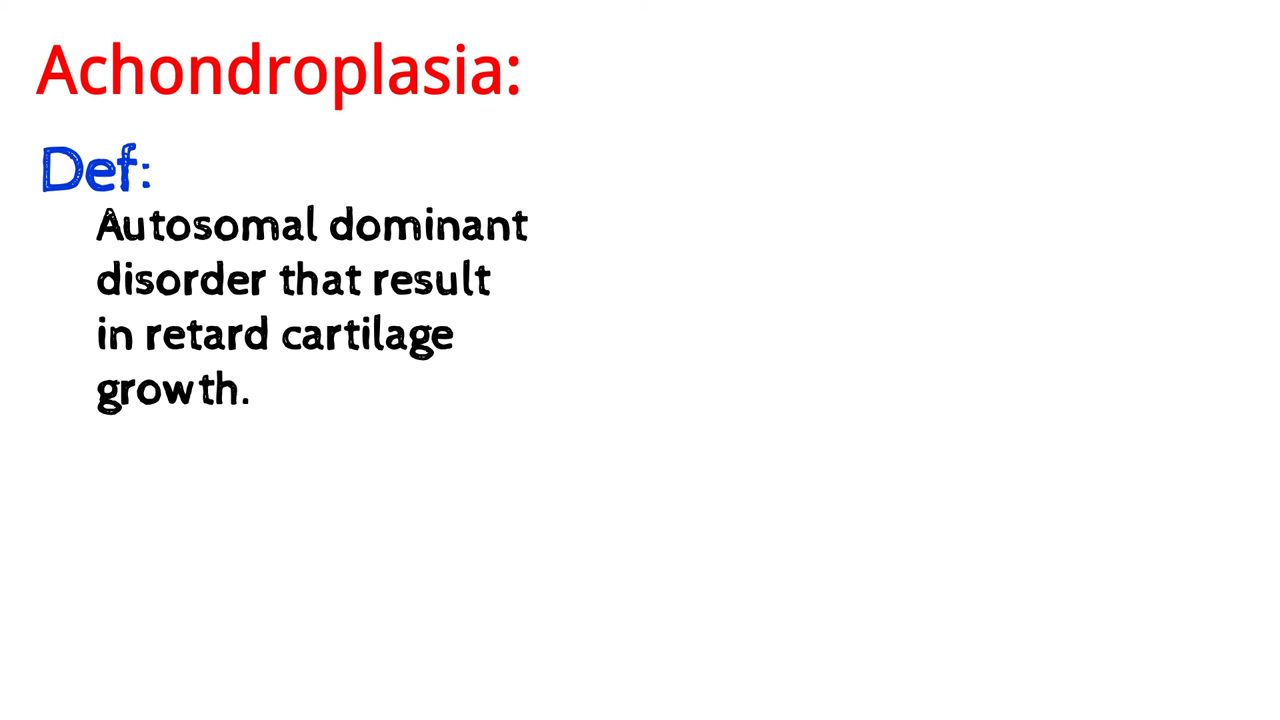 Achondroplasia:
Def:
Autosomal dominant
disorder that result
in retard cartilage
growth.